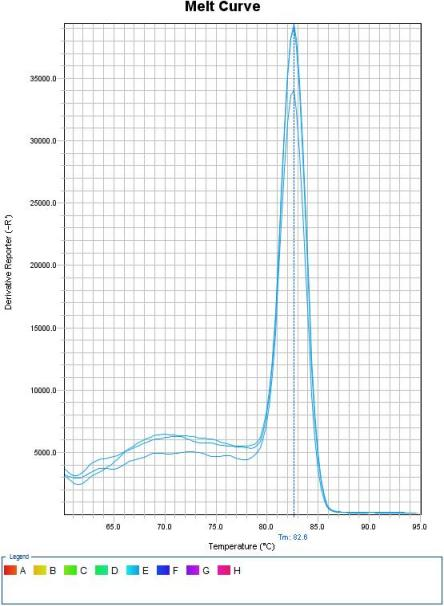 Melt Curve
Derivative Reporter (−R')
35000.0
30000.0
25000.0
20000.0
15000.0
10000.0
5000.0
65.0 70.0 75.0 80.0 85.0 90.0 95.0
Tm: 82.6
Temperature (°C)
Legend
A B C D E F G H